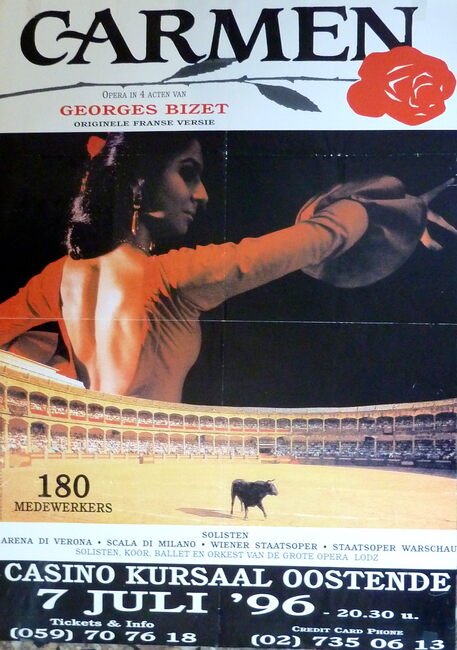 CARMEN
OPERA IN 4 ACTEN VAN
GEORGES BIZET
ORIGINELE FRANSE VERSIE
180
MEDEWERKERS
SOLISTEN
ARENA DI VERONA • SCALA DI MILANO • WIENER STAATSOPER • STAATSOPER WARSCHAU
SOLISTEN, KOOR, BALLET EN ORKEST VAN DE GROTE OPERA LODZ
CASINO KURSAAL OOSTENDE
7 JULI '96 - 20.30 u.
Tickets & Info
(059) 70 76 18
CREDIT CARD PHONE
(02) 735 06 13